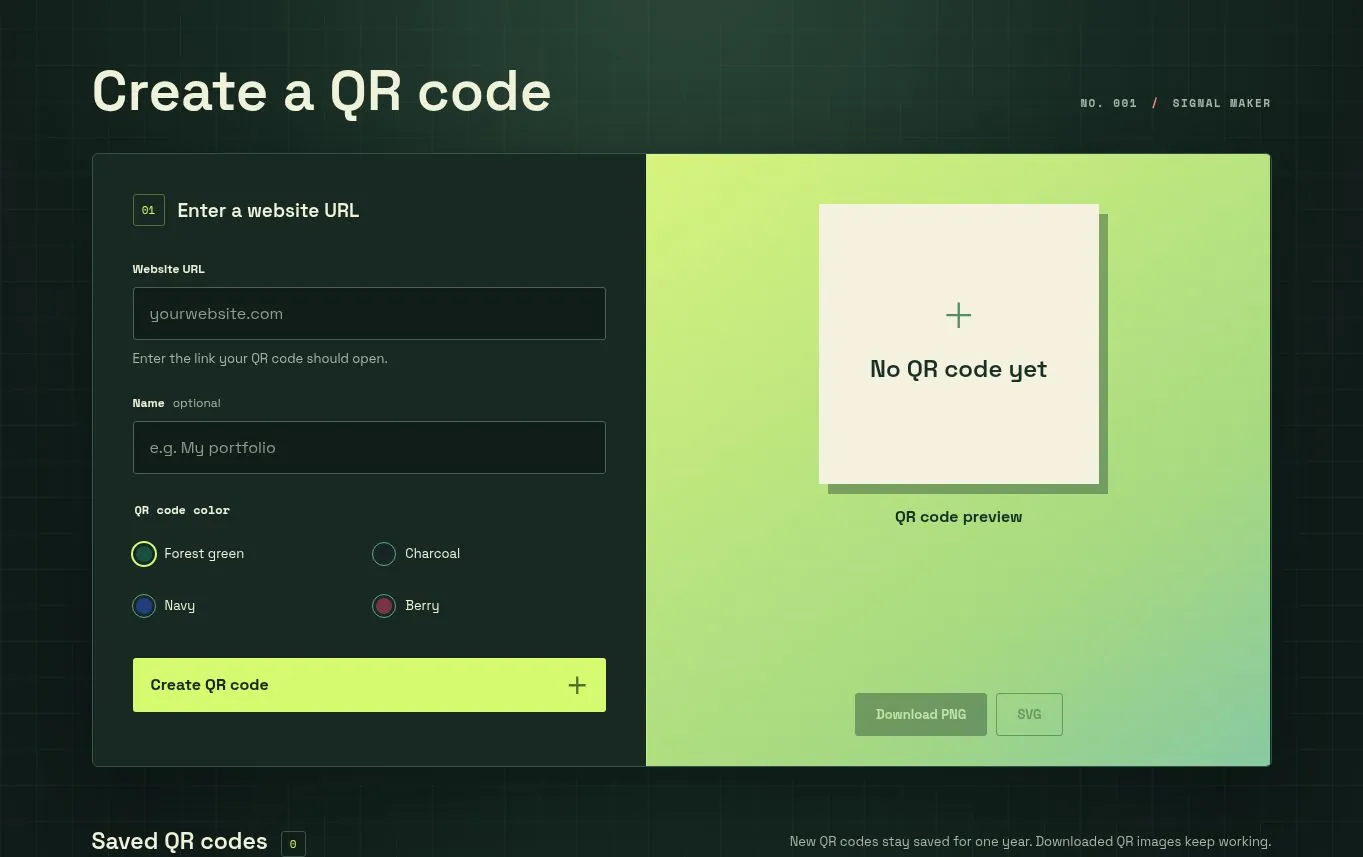 Create a QR code
NO. 001 / SIGNAL MAKER
01 Enter a website URL
Website URL
yourwebsite.com
Enter the link your QR code should open.
Name optional
e.g. My portfolio
QR code color
Forest green
Charcoal
Navy
Berry
Create QR code
No QR code yet
QR code preview
Download PNG
SVG
Saved QR codes 0
New QR codes stay saved for one year. Downloaded QR images keep working.